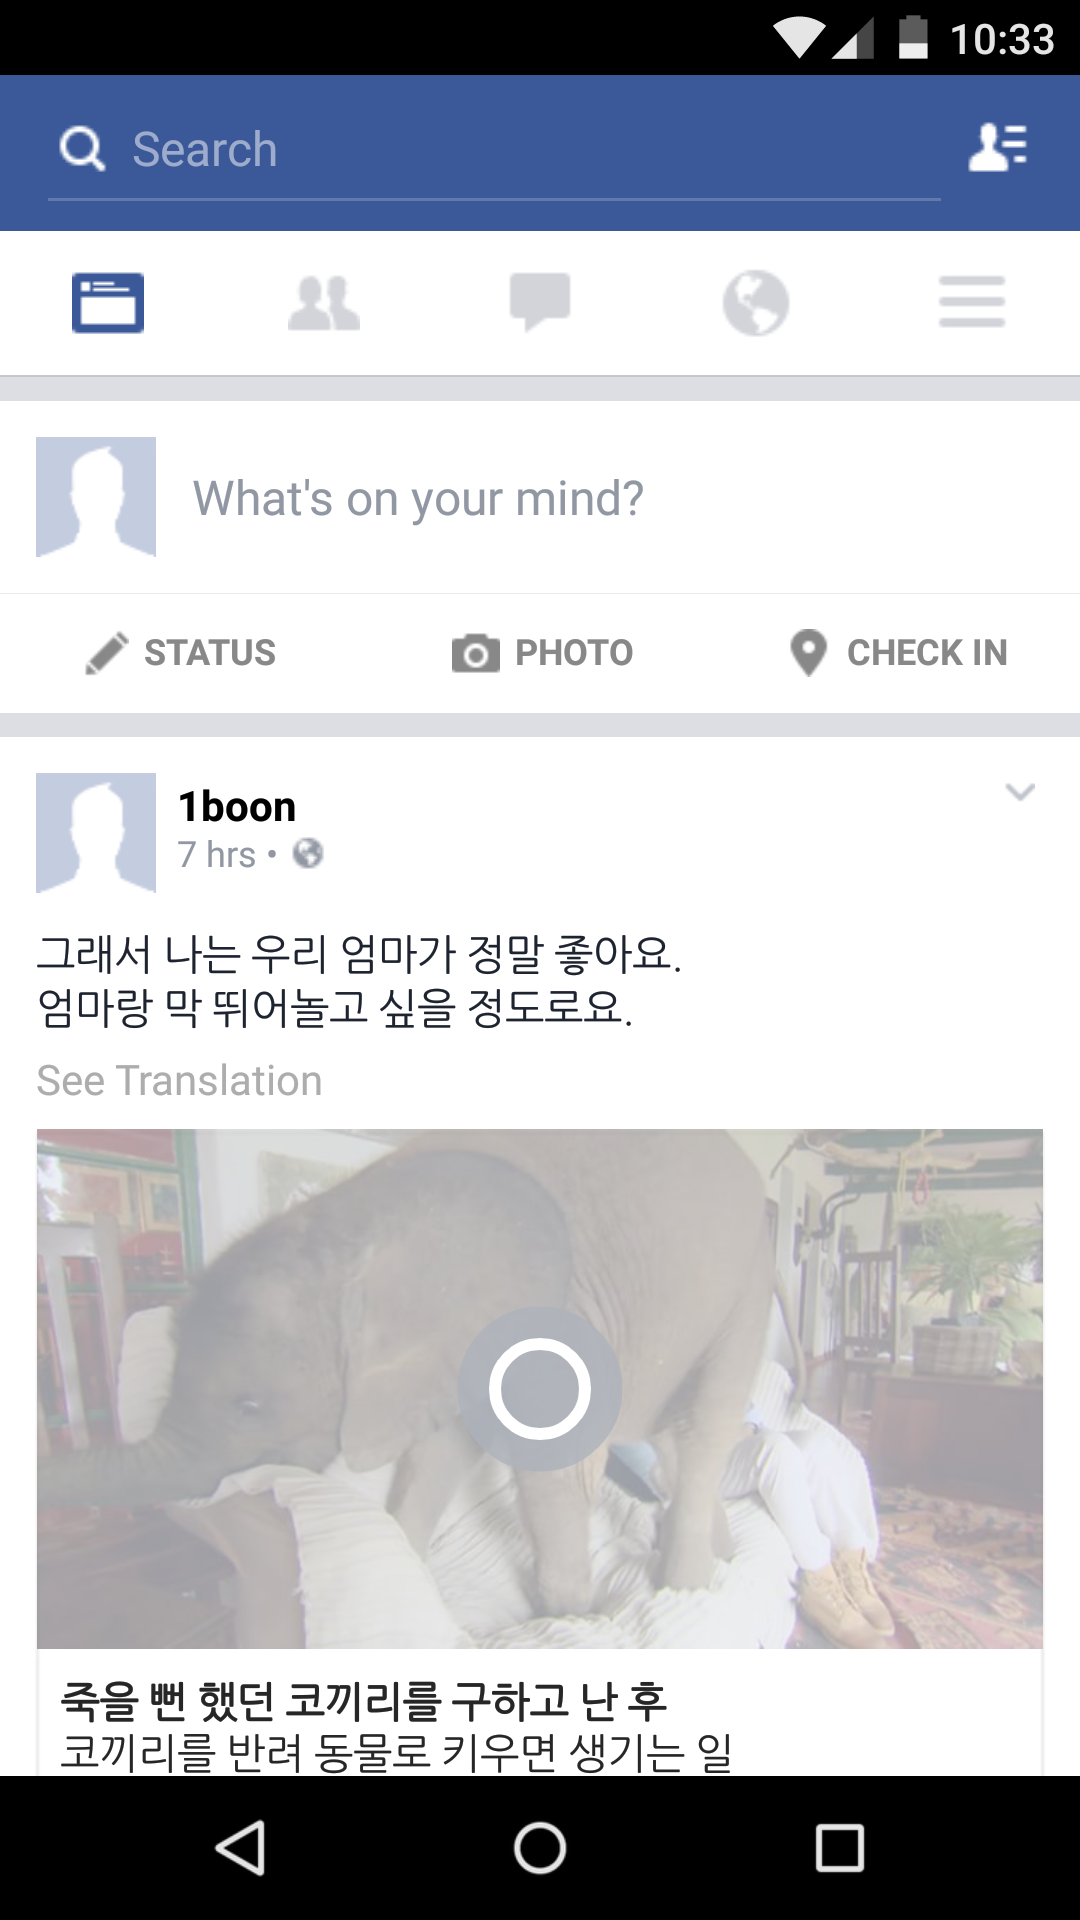 10:33
Search
What's on your mind?
STATUS PHOTO CHECK IN
1boon
7 hrs •
그래서 나는 우리 엄마가 정말 좋아요.
엄마랑 막 뛰어놀고 싶을 정도로요.
See Translation
죽을 뻔 했던 코끼리를 구하고 난 후
코끼리를 반려 동물로 키우면 생기는 일